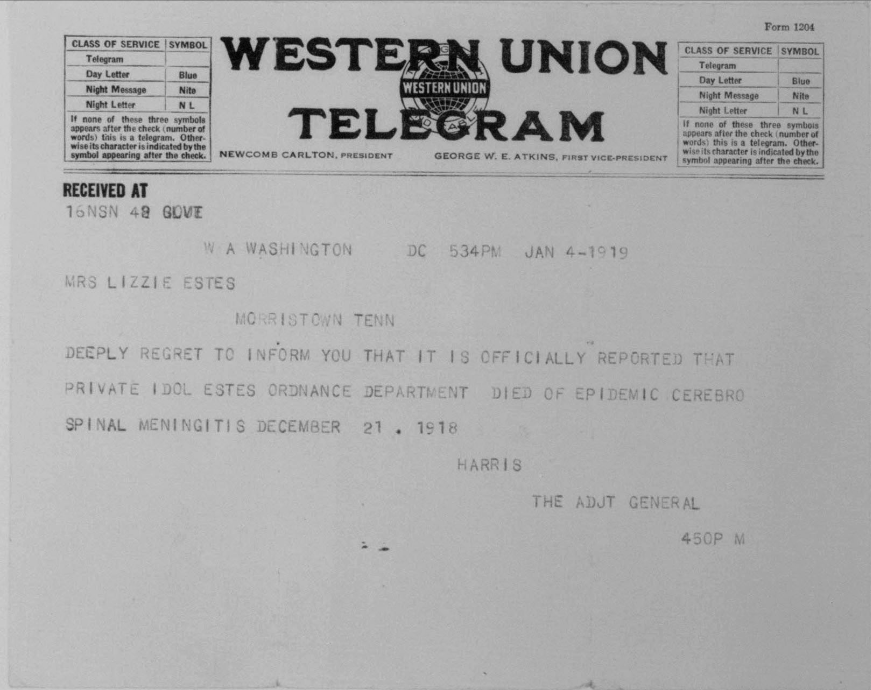 Form 1204
CLASS OF SERVICE SYMBOL
Telegram
Day Letter Blue
Night Message Nite
Night Letter N L
If none of these three symbols
appears after the check (number of
words) this is a telegram. Other-
wise its character is indicated by the
symbol appearing after the check.
WESTERN UNION
WESTERN UNION
TELEGRAM
NEWCOMB CARLTON, PRESIDENT GEORGE W. E. ATKINS, FIRST VICE-PRESIDENT
CLASS OF SERVICE SYMBOL
Telegram
Day Letter Blue
Night Message Nite
Night Letter N L
If none of these three symbols
appears after the check (number of
words) this is a telegram. Other-
wise its character is indicated by the
symbol appearing after the check.
RECEIVED AT
16NSN GOVT
W A WASHINGTON DC 534PM JAN 4-1919
MRS LIZZIE ESTES
MORRISTOWN TENN
DEEPLY REGRET TO INFORM YOU THAT IT IS OFFICIALLY REPORTED THAT
PRIVATE IDOL ESTES ORDNANCE DEPARTMENT DIED OF EPIDEMIC CEREBRO
SPINAL MENINGITIS DECEMBER 21 . 1918
HARRIS
THE ADJT GENERAL
450P M